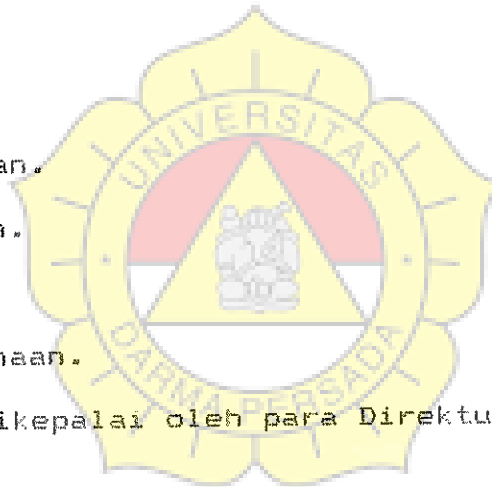 an.
a.
UNIVERSITAS
naan.
DARMA PERSADA
ikepalai oleh para Direktu